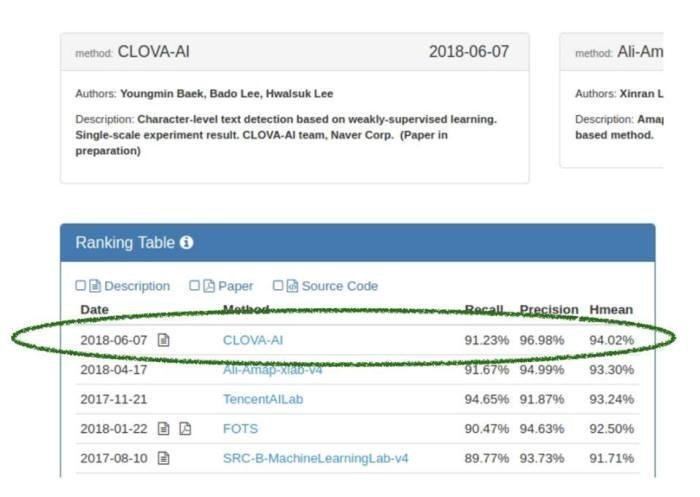 method: CLOVA-AI 2018-06-07
Authors: Youngmin Baek, Bado Lee, Hwalsuk Lee
Description: Character-level text detection based on weakly-supervised learning.
Single-scale experiment result. CLOVA-AI team, Naver Corp. (Paper in
preparation)
method: Ali-Am
Authors: Xinran L
Description: Amap
based method.
Ranking Table
Description Paper Source Code
Date Method Recall Precision Hmean
2018-06-07 CLOVA-AI 91.23% 96.98% 94.02%
2018-04-17 Ali-Amap-xlab-v4 91.67% 94.99% 93.30%
2017-11-21 TencentAILab 94.65% 91.87% 93.24%
2018-01-22 FOTS 90.47% 94.63% 92.50%
2017-08-10 SRC-B-MachineLearningLab-v4 89.77% 93.73% 91.71%